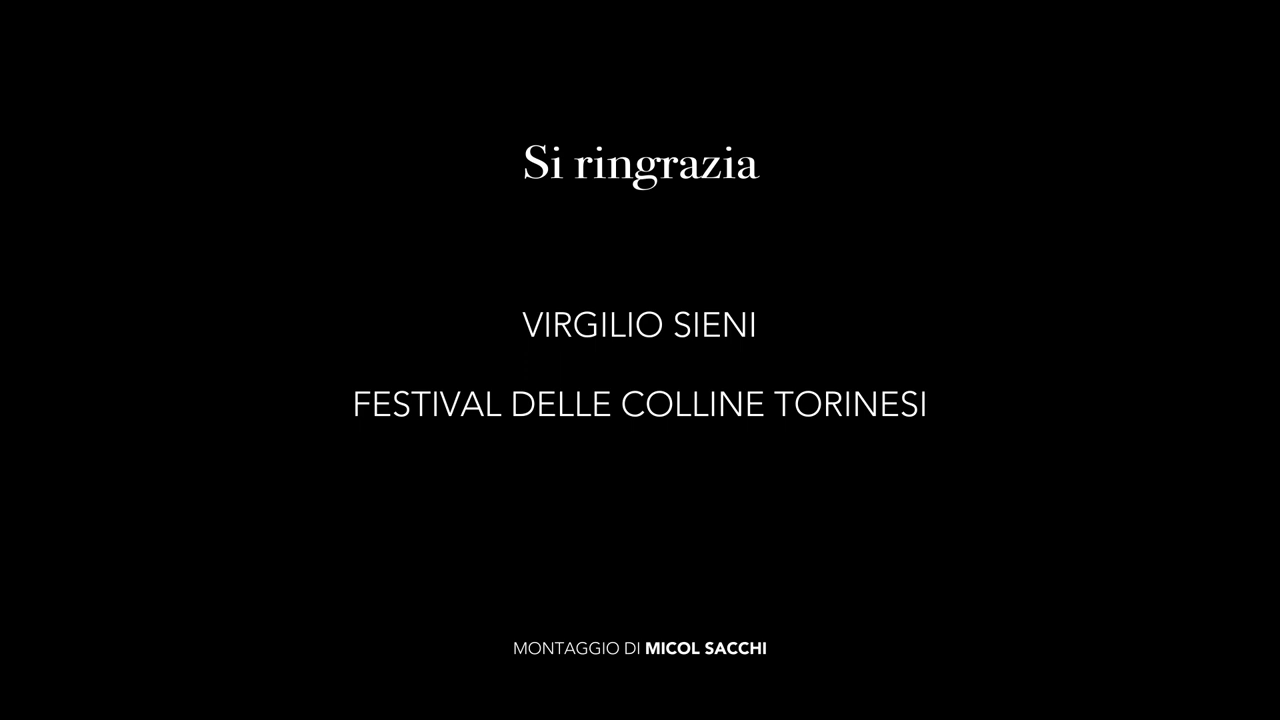 Si ringrazia
VIRGILIO SIENI
FESTIVAL DELLE COLLINE TORINESI
MONTAGGIO DI MICOL SACCHI